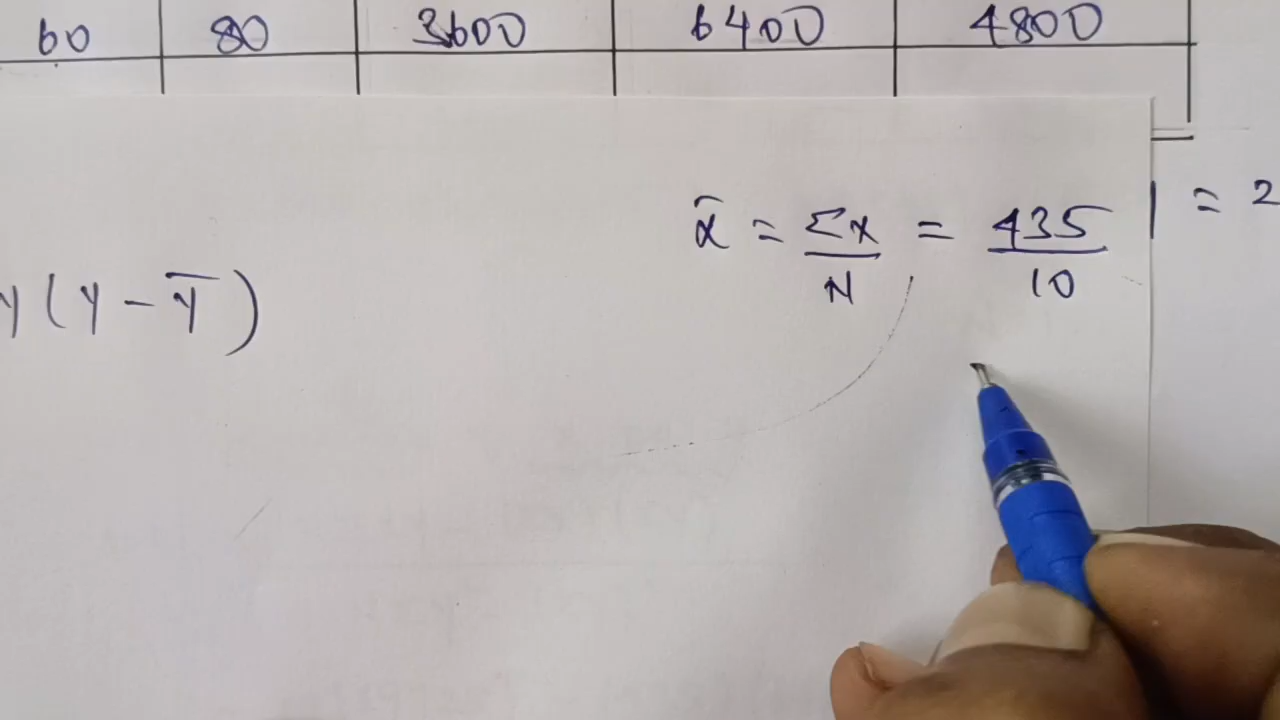 60 80 3600 6400 4800
x̄ = Σx/N = 435/10
= 2
y (y - ȳ)